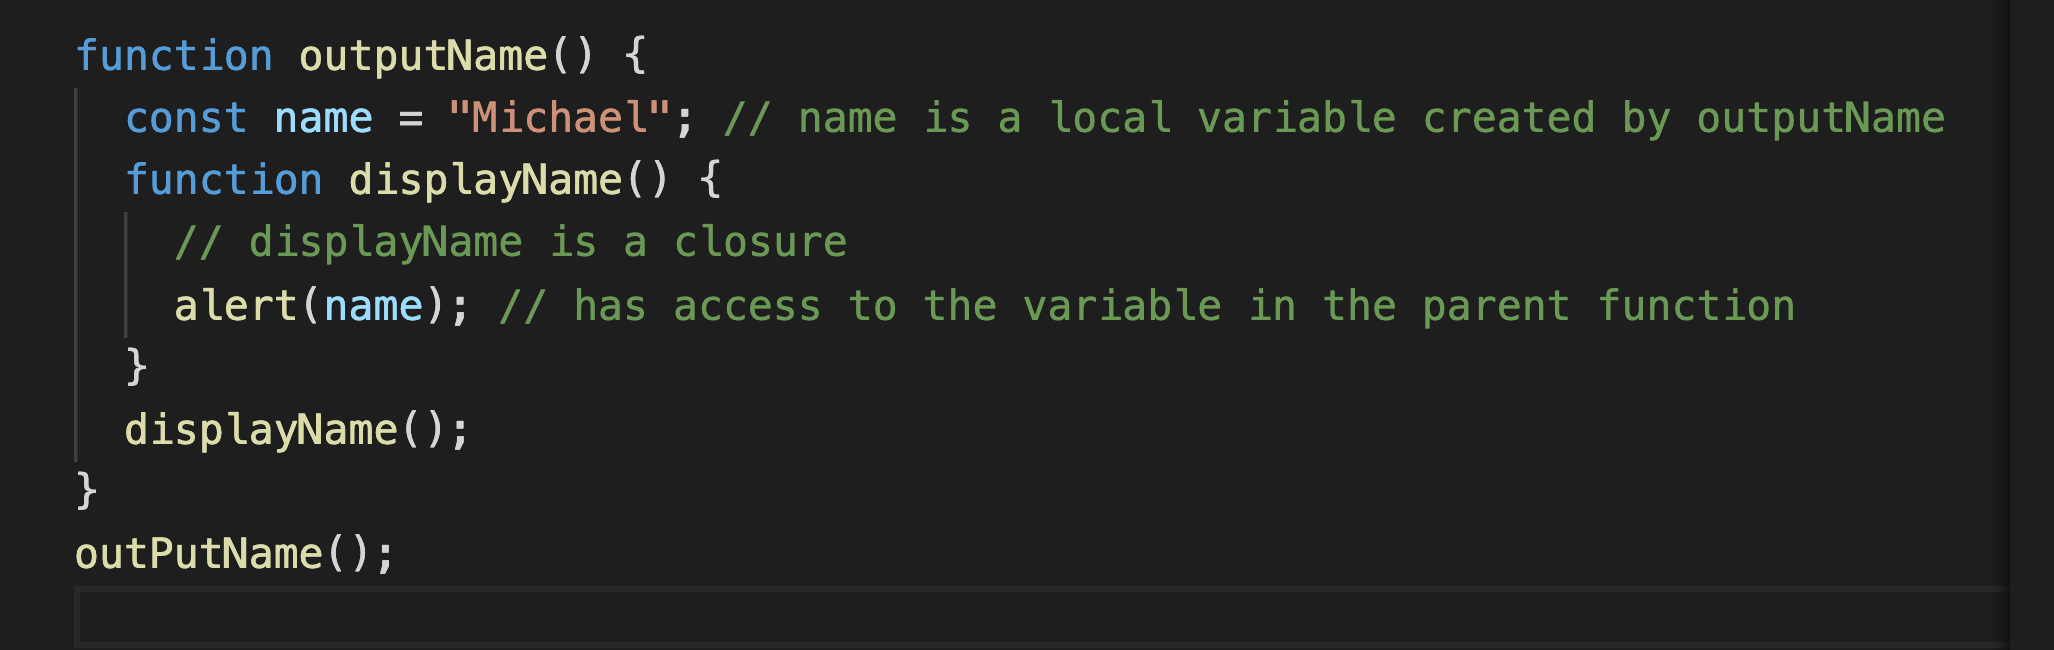 function outputName() {
  const name = "Michael"; // name is a local variable created by outputName
  function displayName() {
    // displayName is a closure
    alert(name); // has access to the variable in the parent function
  }
  displayName();
}
outPutName();